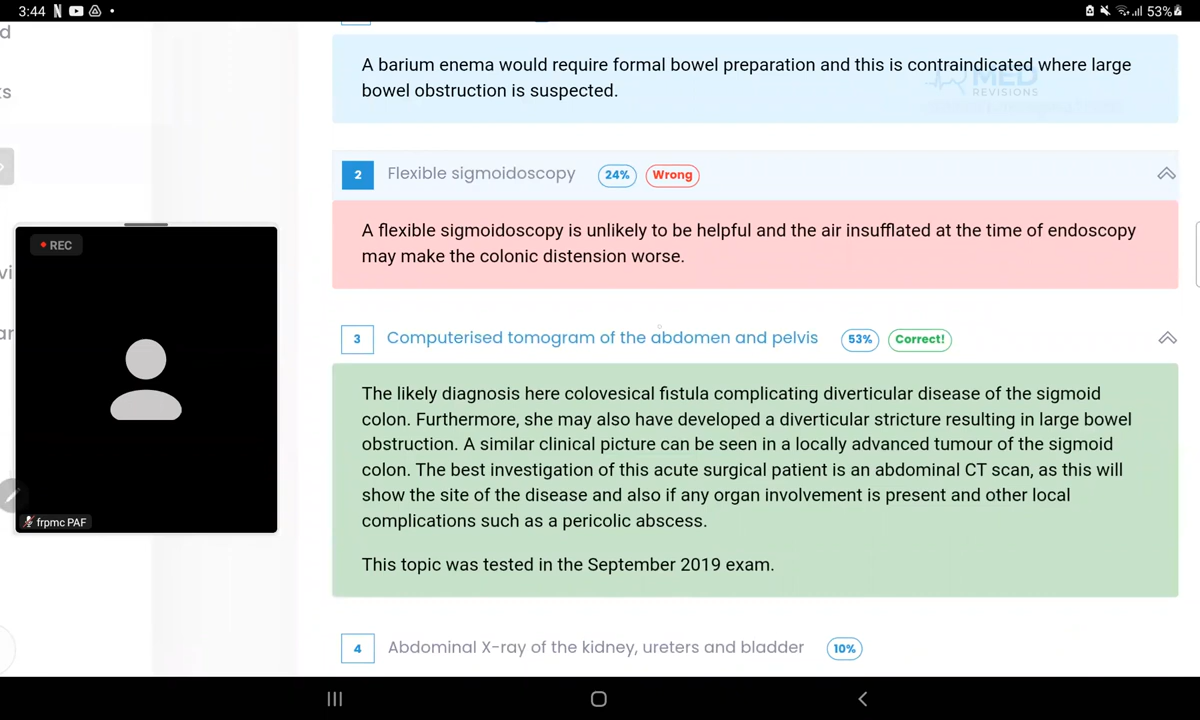 3:44 N 53%
d
A barium enema would require formal bowel preparation and this is contraindicated where large
bowel obstruction is suspected.
MED
REVISIONS
s
2 Flexible sigmoidoscopy 24% Wrong
A flexible sigmoidoscopy is unlikely to be helpful and the air insufflated at the time of endoscopy
may make the colonic distension worse.
REC
vi
ar
3 Computerised tomogram of the abdomen and pelvis 53% Correct!
The likely diagnosis here colovesical fistula complicating diverticular disease of the sigmoid
colon. Furthermore, she may also have developed a diverticular stricture resulting in large bowel
obstruction. A similar clinical picture can be seen in a locally advanced tumour of the sigmoid
colon. The best investigation of this acute surgical patient is an abdominal CT scan, as this will
show the site of the disease and also if any organ involvement is present and other local
complications such as a pericolic abscess.
frpmc PAF
This topic was tested in the September 2019 exam.
4 Abdominal X-ray of the kidney, ureters and bladder 10%